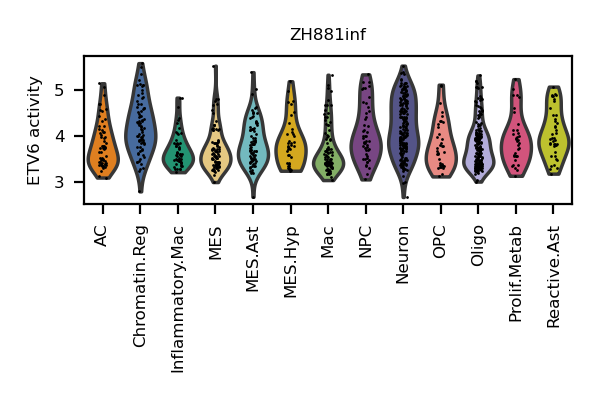 ZH881inf
ETV6 activity
5
4
3
AC
Chromatin.Reg
Inflammatory.Mac
MES
MES.Ast
MES.Hyp
Mac
NPC
Neuron
OPC
Oligo
Prolif.Metab
Reactive.Ast